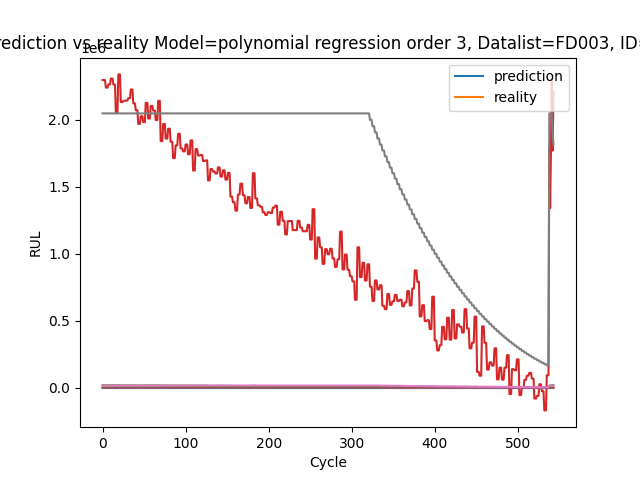 rediction vs reality Model=polynomial regression order 3, Datalist=FD003, ID=
1e6
prediction
reality
2.0
1.5
1.0
0.5
0.0
RUL
0
100
200
300
400
500
Cycle